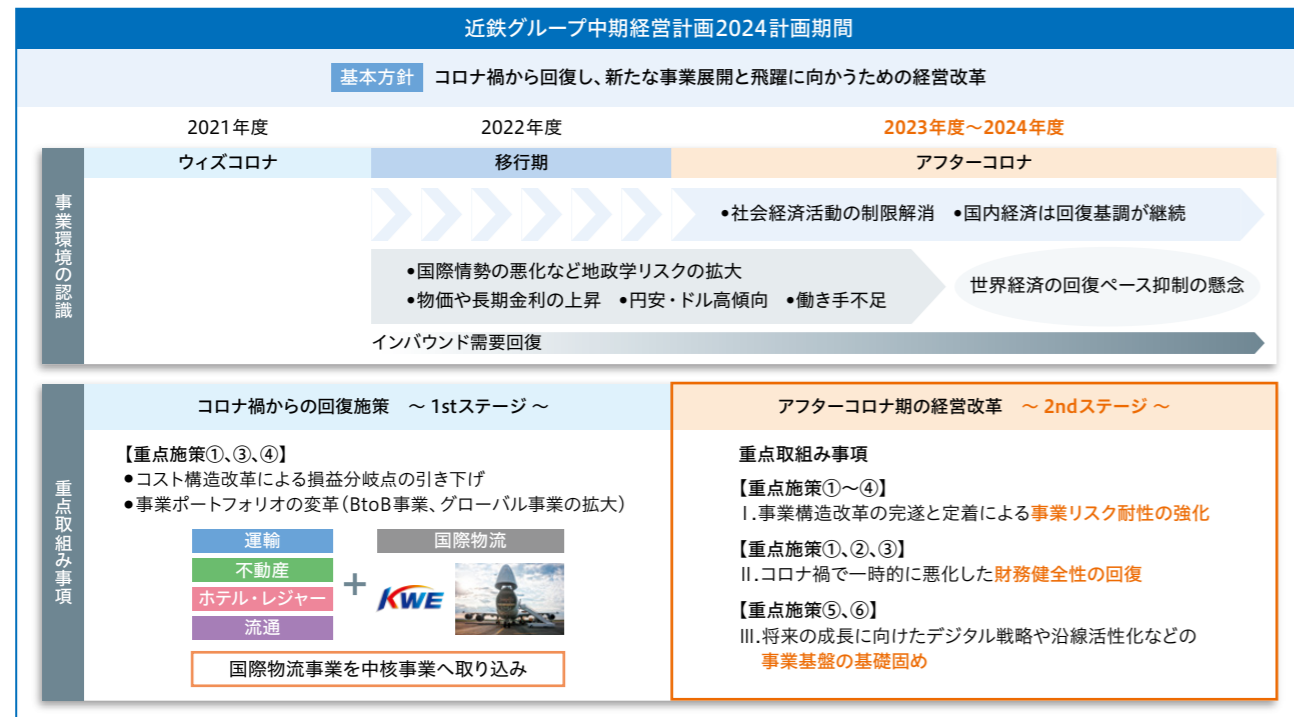 近鉄グループ中期経営計画2024計画期間
基本方針 コロナ禍から回復し、新たな事業展開と飛躍に向かうための経営改革
2021年度 2022年度 2023年度～2024年度
ウィズコロナ 移行期 アフターコロナ
事業環境の認識
•社会経済活動の制限解消 •国内経済は回復基調が継続
•国際情勢の悪化など地政学リスクの拡大
•物価や長期金利の上昇 •円安・ドル高傾向 •働き手不足
世界経済の回復ペース抑制の懸念
インバウンド需要回復
重点取組み事項
コロナ禍からの回復施策 ～ 1stステージ ～
【重点施策①、③、④】
●コスト構造改革による損益分岐点の引き下げ
●事業ポートフォリオの変革（BtoB事業、グローバル事業の拡大）
運輸
不動産
ホテル・レジャー
流通
+
国際物流
KWE
国際物流事業を中核事業へ取り込み
アフターコロナ期の経営改革 ～ 2ndステージ ～
重点取組み事項
【重点施策①～④】
Ⅰ.事業構造改革の完遂と定着による事業リスク耐性の強化
【重点施策①、②、③】
Ⅱ.コロナ禍で一時的に悪化した財務健全性の回復
【重点施策⑤、⑥】
Ⅲ.将来の成長に向けたデジタル戦略や沿線活性化などの
事業基盤の基礎固め